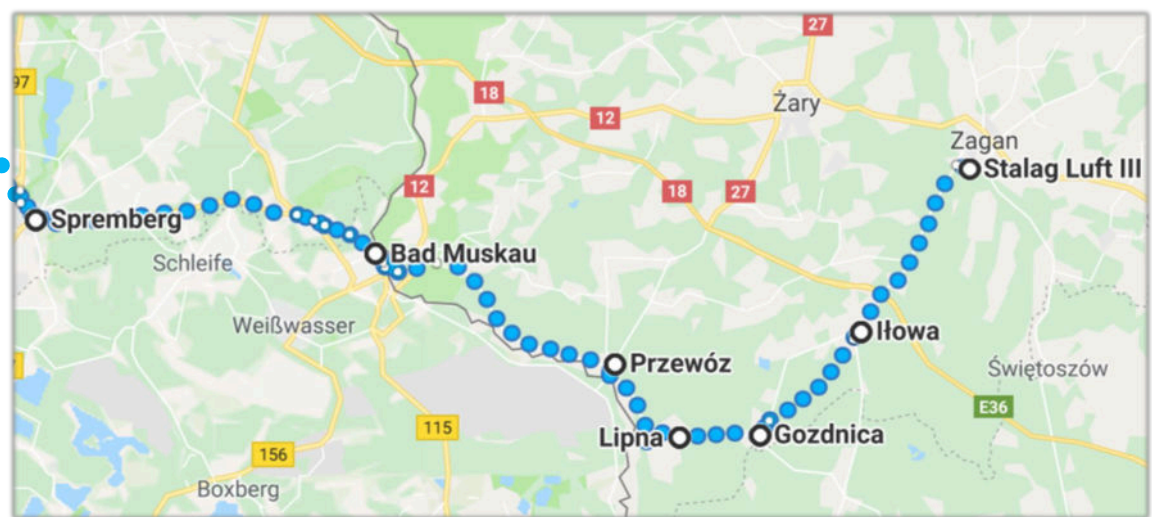 27
97
18
Żary
12
Zagan
Stalag Luft III
12
18
27
Spremberg
Bad Muskau
Schleife
Weißwasser
Iłowa
Przewóz
Świętoszów
E36
115
Lipna
Gozdnica
156
Boxberg